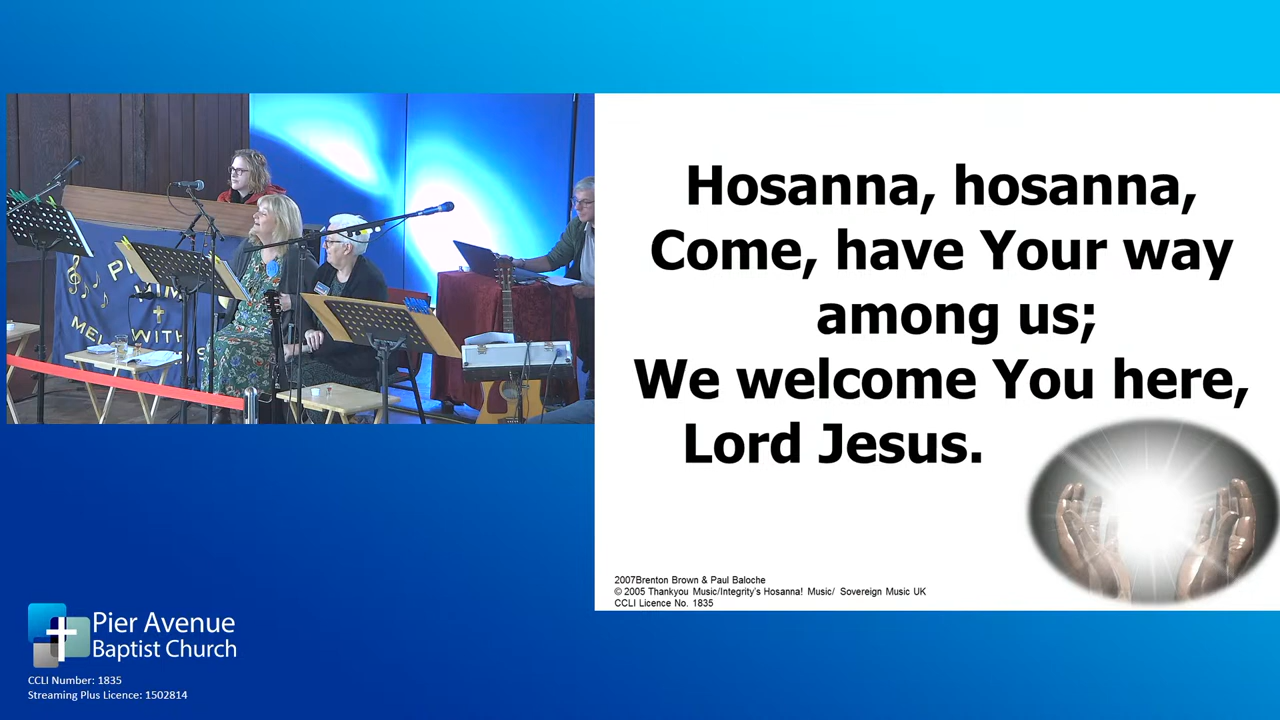 Hosanna, hosanna,
Come, have Your way
among us;
We welcome You here,
Lord Jesus.
2007Brenton Brown & Paul Baloche
© 2005 Thankyou Music/Integrity's Hosanna! Music/ Sovereign Music UK
CCLI Licence No. 1835
WITH
Pier Avenue
Baptist Church
CCLI Number: 1835
Streaming Plus Licence: 1502814